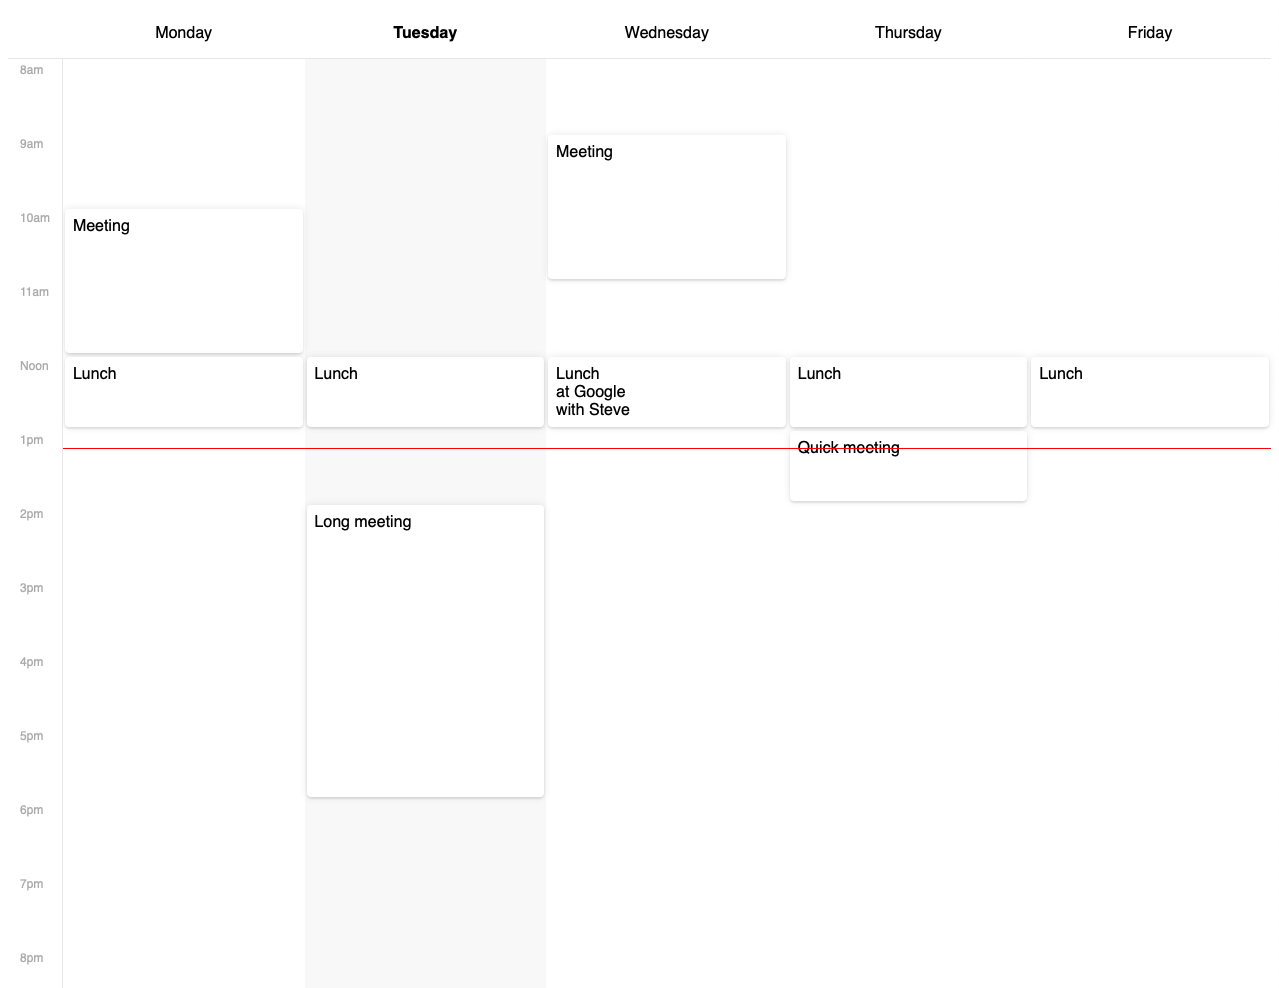 Monday
Tuesday
Wednesday
Thursday
Friday
8am
9am
Meeting
10am
Meeting
11am
Noon
Lunch
Lunch
Lunch
at Google
with Steve
Lunch
Lunch
1pm
Quick meeting
2pm
Long meeting
3pm
4pm
5pm
6pm
7pm
8pm